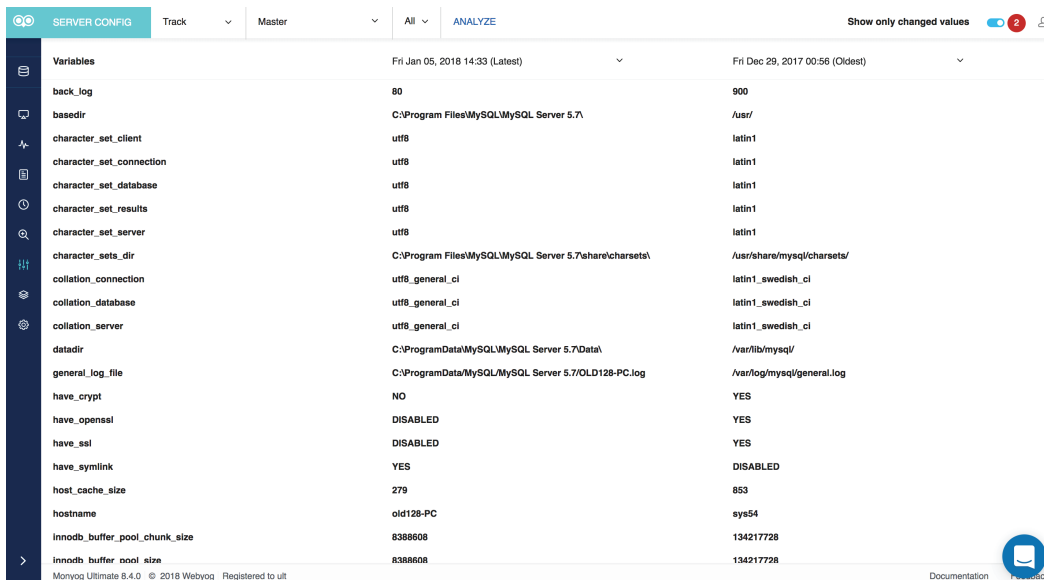 SERVER CONFIG Track Master All ANALYZE Show only changed values 2
Variables Fri Jan 05, 2018 14:33 (Latest) Fri Dec 29, 2017 00:56 (Oldest)
back_log 80 900
basedir C:\Program Files\MySQL\MySQL Server 5.7\ /usr/
character_set_client utf8 latin1
character_set_connection utf8 latin1
character_set_database utf8 latin1
character_set_results utf8 latin1
character_set_server utf8 latin1
character_sets_dir C:\Program Files\MySQL\MySQL Server 5.7\share\charsets\ /usr/share/mysql/charsets/
collation_connection utf8_general_ci latin1_swedish_ci
collation_database utf8_general_ci latin1_swedish_ci
collation_server utf8_general_ci latin1_swedish_ci
datadir C:\ProgramData\MySQL\MySQL Server 5.7\Data\ /var/lib/mysql/
general_log_file C:\ProgramData/MySQL/MySQL Server 5.7/OLD128-PC.log /var/log/mysql/general.log
have_crypt NO YES
have_openssl DISABLED YES
have_ssl DISABLED YES
have_symlink YES DISABLED
host_cache_size 279 853
hostname old128-PC sys54
innodb_buffer_pool_chunk_size 8388608 134217728
innodb_buffer_pool_size 8388608 134217728
Monyog Ultimate 8.4.0 © 2018 Webyog Registered to ult Documentation